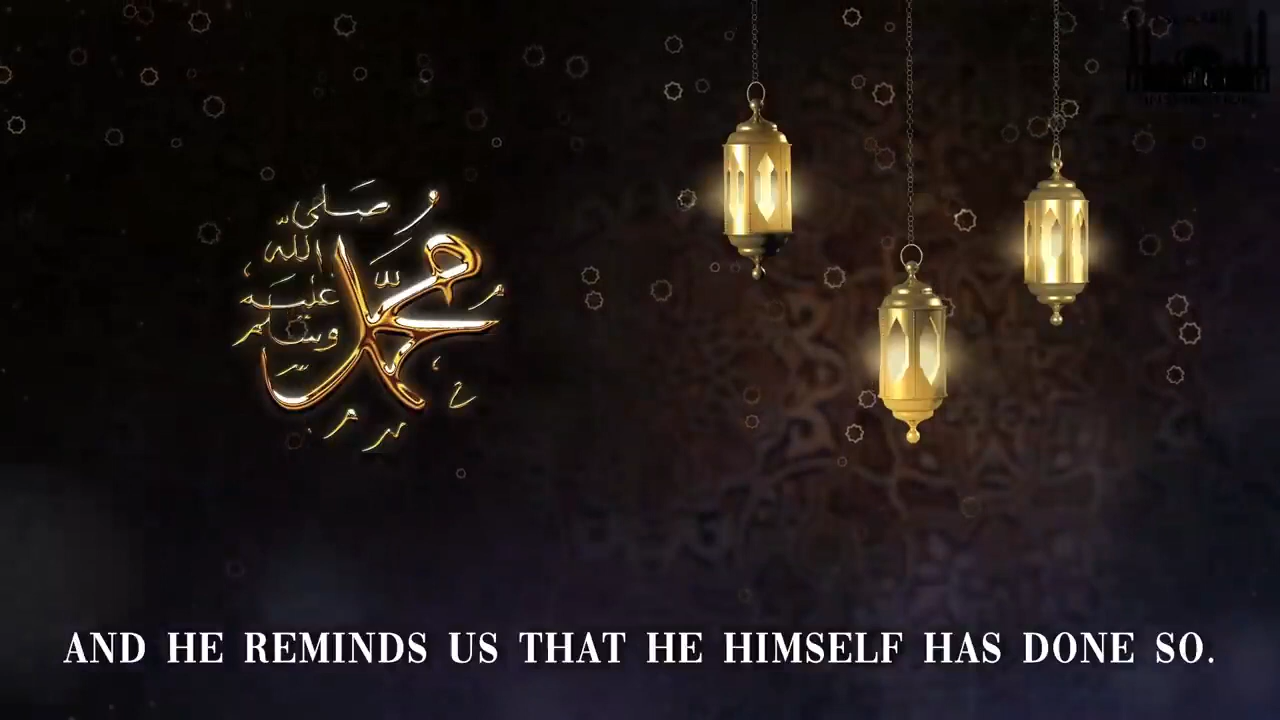 صلى
الله
عليه
وسلم
محمد
AND HE REMINDS US THAT HE HIMSELF HAS DONE SO.